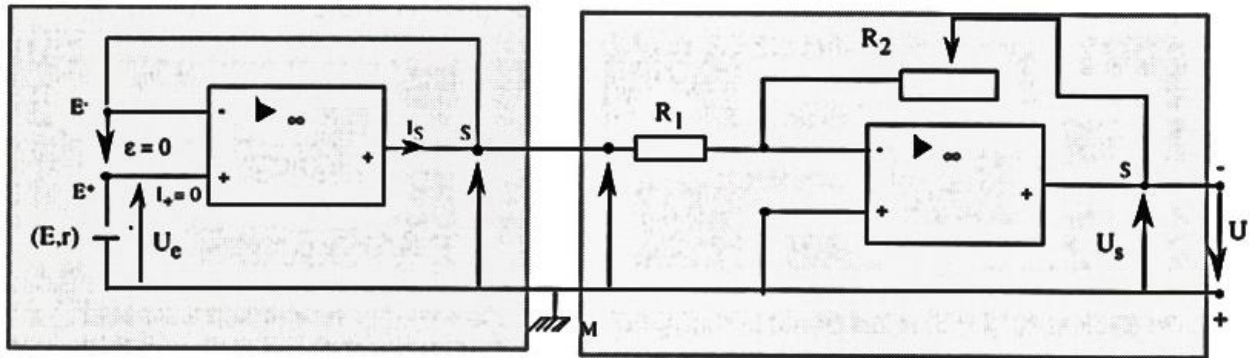 E-
ε = 0
E+
I+ = 0
(E,r)
Ue
-
+
▶ ∞
+
IS
S
R1
R2
-
+
▶ ∞
+
S
Us
-
U
+
M